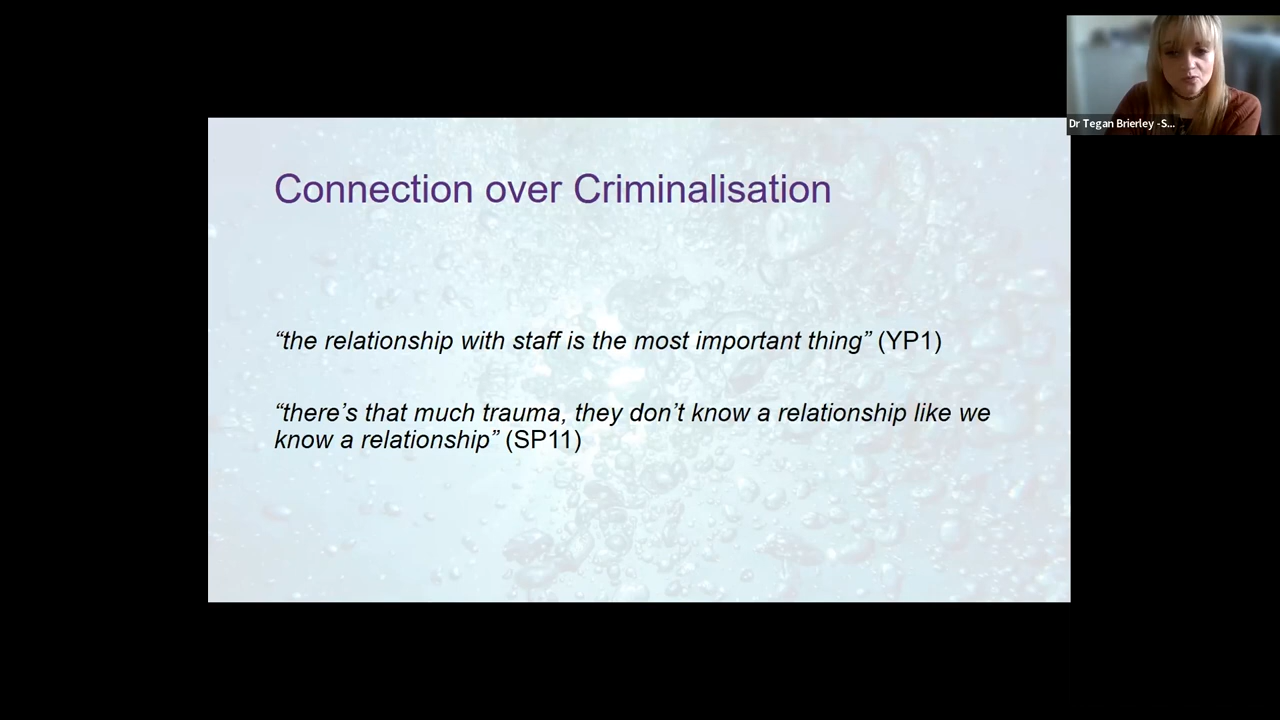 Dr Tegan Brierley -S...
Connection over Criminalisation
“the relationship with staff is the most important thing” (YP1)
“there’s that much trauma, they don’t know a relationship like we
know a relationship” (SP11)